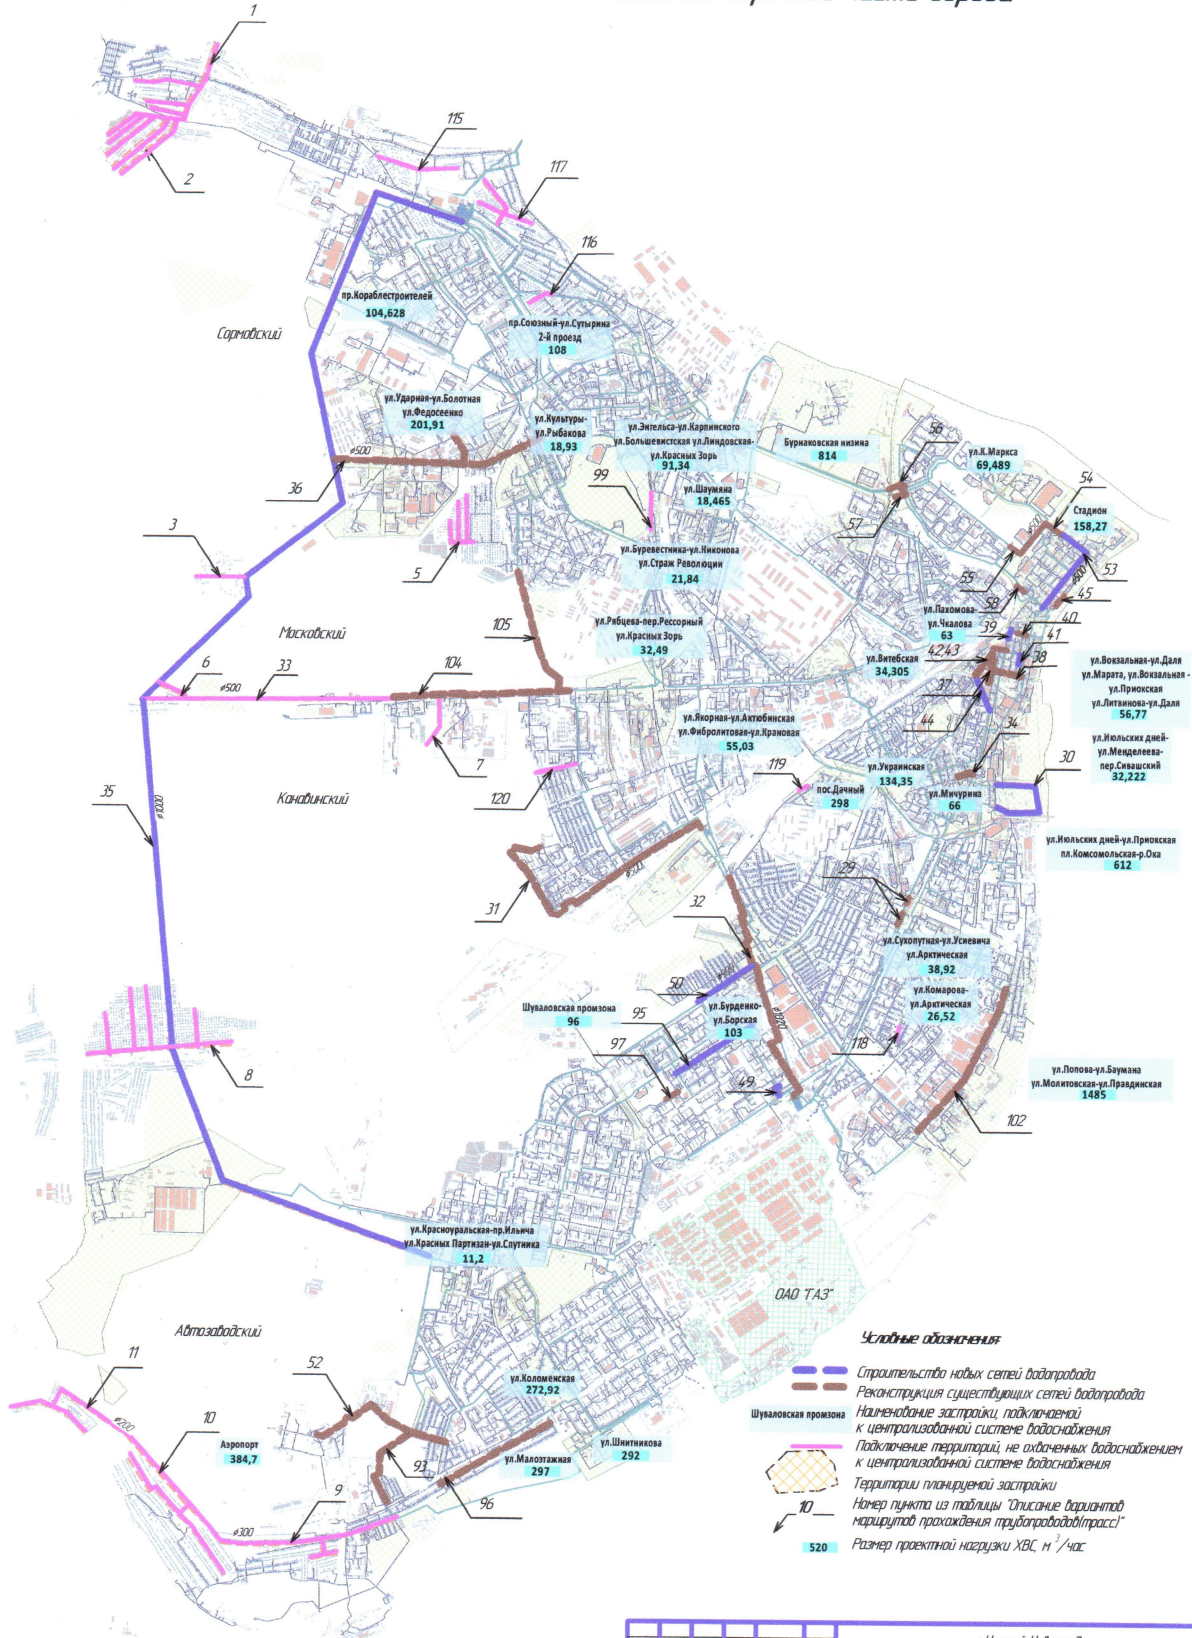 1
115
117
2
116
пр.Кораблестроителей
104,628
Сормовский
пр.Союзный-ул.Сутырина
2-й проезд
108
ул.Ударная-ул.Болотная
ул.Федосеенко
201,91
ул.Культуры-
ул.Рыбакова
18,93
ул.Энгельса-ул.Карпинского
ул.Большевистская ул.Линдовская-
ул.Красных Зорь
91,34
Бурнаковская низина
814
56
ул.К.Маркса
69,489
ø500
36
99
ул.Шаумяна
18,465
54
Стадион
158,27
ø500
57
3
5
ул.Буревестника-ул.Никонова
ул.Страж Революции
21,84
55
53
ø500
58
45
105
ул.Рябцева-пер.Рессорный
ул.Красных Зорь
32,49
ул.Пахомова-
ул.Чкалова
63
39
40
41
Московский
42,43
38
ул.Витебская
34,305
ул.Вокзальная-ул.Даля
ул.Марата, ул.Вокзальная -
ул.Приокская
ул.Литвинова-ул.Даля
56,77
6
ø500
33
104
37
44
34
ул.Якорная-ул.Актюбинская
ул.Фибролитовая-ул.Крановая
55,03
ул.Июльских дней-
ул.Менделеева-
пер.Сивашский
32,222
7
119
ул.Украинская
134,35
30
35
ø1000
Канавинский
120
пос.Дачный
298
ул.Мичурина
66
ул.Июльских дней-ул.Приокская
пл.Комсомольская-р.Ока
612
31
ø500
29
32
ул.Сухопутная-ул.Усиевича
ул.Арктическая
38,92
50
Шуваловская промзона
96
95
ул.Бурденко-
ул.Борская
103
ø1020
ул.Комарова-
ул.Арктическая
26,52
97
118
8
49
ул.Попова-ул.Баумана
ул.Молитовская-ул.Правдинская
1485
102
ул.Красноуральская-пр.Ильича
ул.Красных Партизан-ул.Спутника
11,2
ОАО "ГАЗ"
Автозаводский
11
52
ул.Коломенская
272,92
ø200
10
Аэропорт
384,7
93
ул.Малоэтажная
297
ул.Шнитникова
292
9
96
ø300
Условные обозначения:
Строительство новых сетей водопровода
Реконструкция существующих сетей водопровода
Шуваловская промзона
Наименование застройки, подключаемой
к централизованной системе водоснабжения
Подключение территорий, не охваченных водоснабжением
к централизованной системе водоснабжения
Территории планируемой застройки
10
Номер пункта из таблицы "Описание вариантов
маршрутов прохождения трубопроводов(трасс)"
520
Размер проектной нагрузки ХВС, м³/час